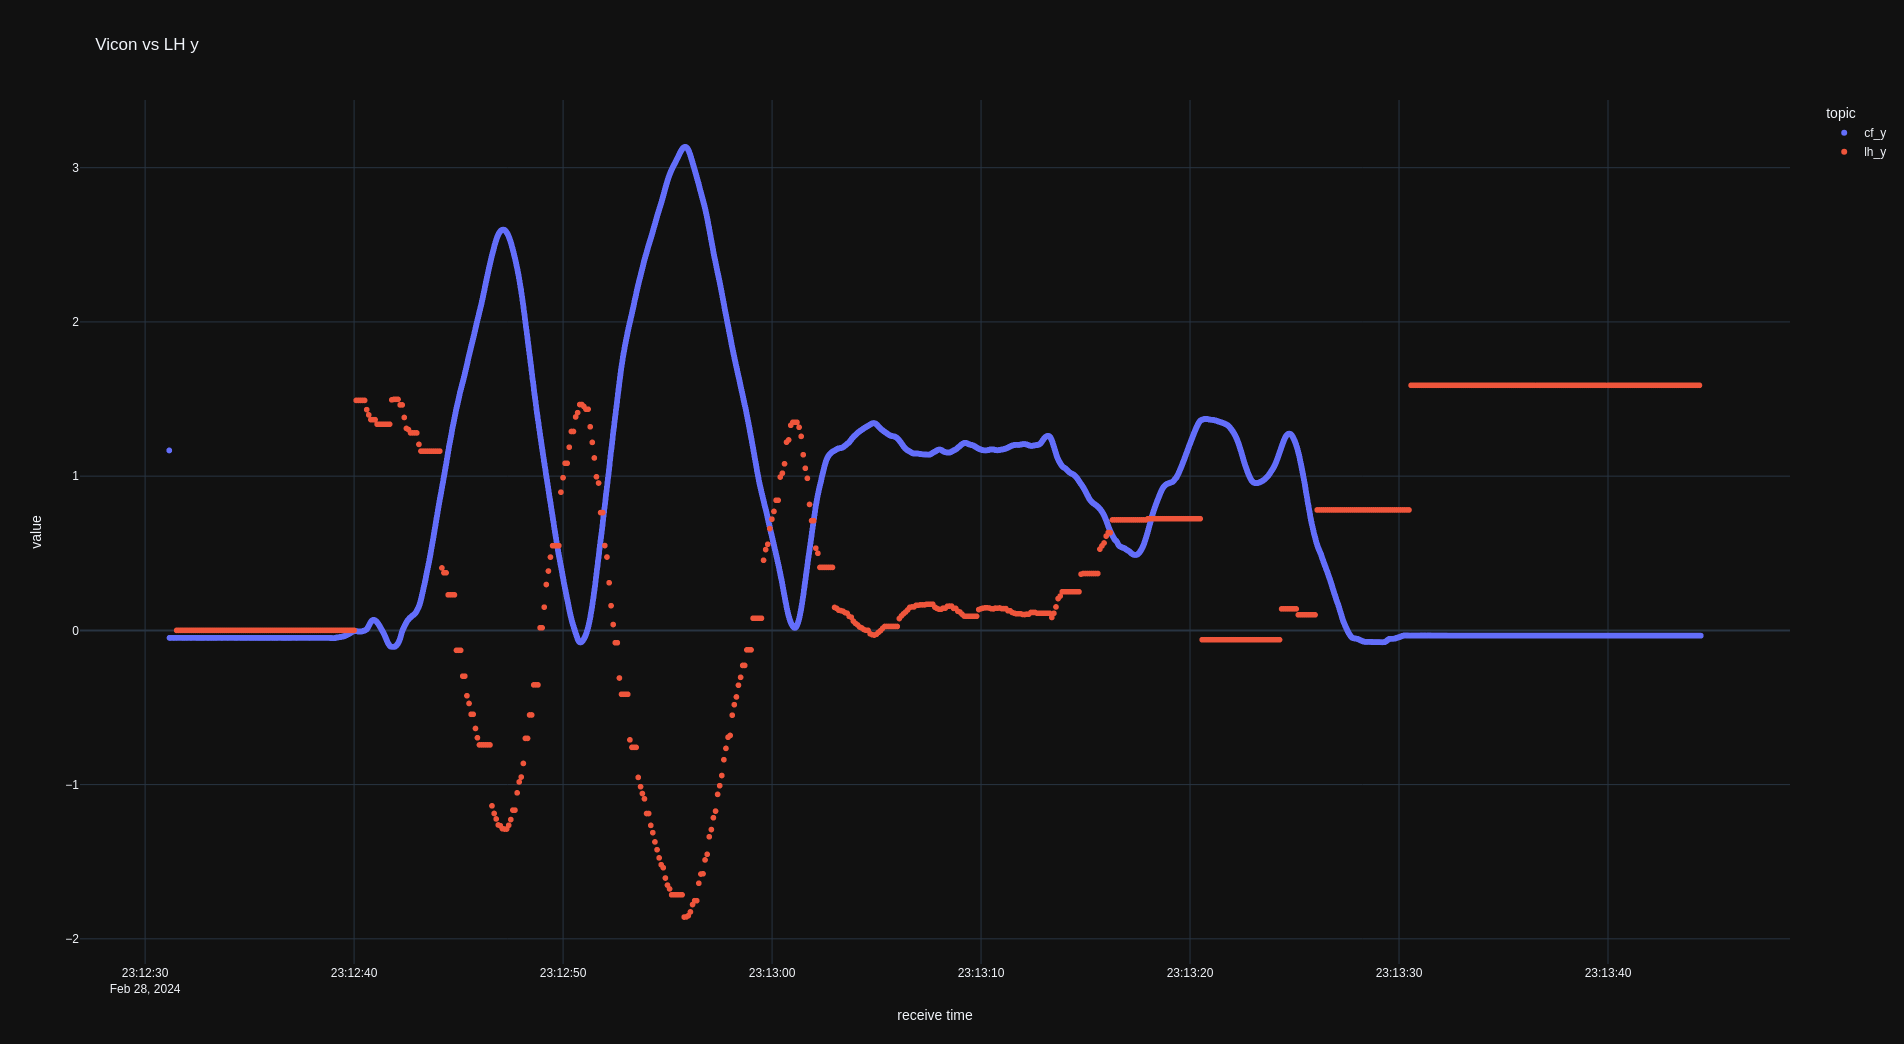 Vicon vs LH y
topic
cf_y
lh_y
3
2
1
0
−1
−2
value
23:12:30
Feb 28, 2024
23:12:40
23:12:50
23:13:00
23:13:10
23:13:20
23:13:30
23:13:40
receive time